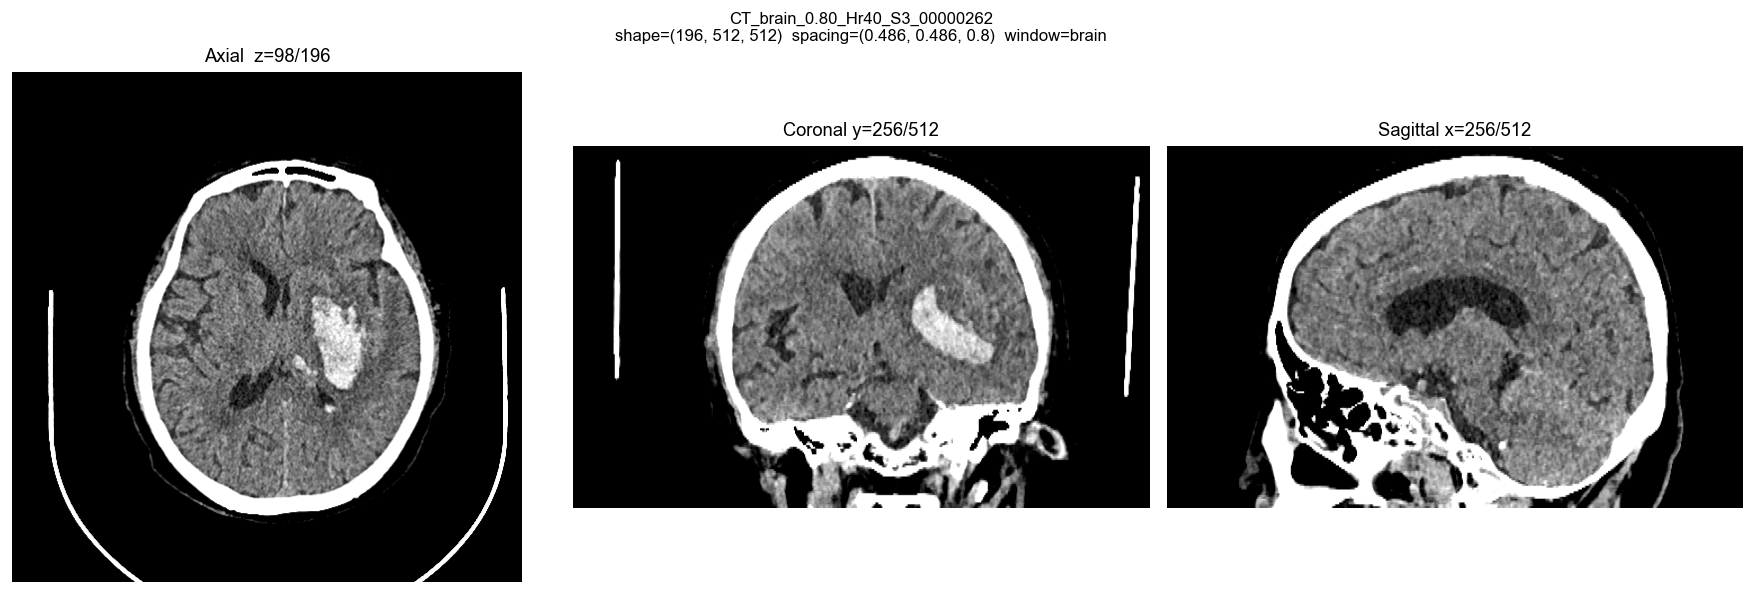 CT_brain_0.80_Hr40_S3_00000262
shape=(196, 512, 512)  spacing=(0.486, 0.486, 0.8)  window=brain
Axial  z=98/196
Coronal y=256/512
Sagittal x=256/512